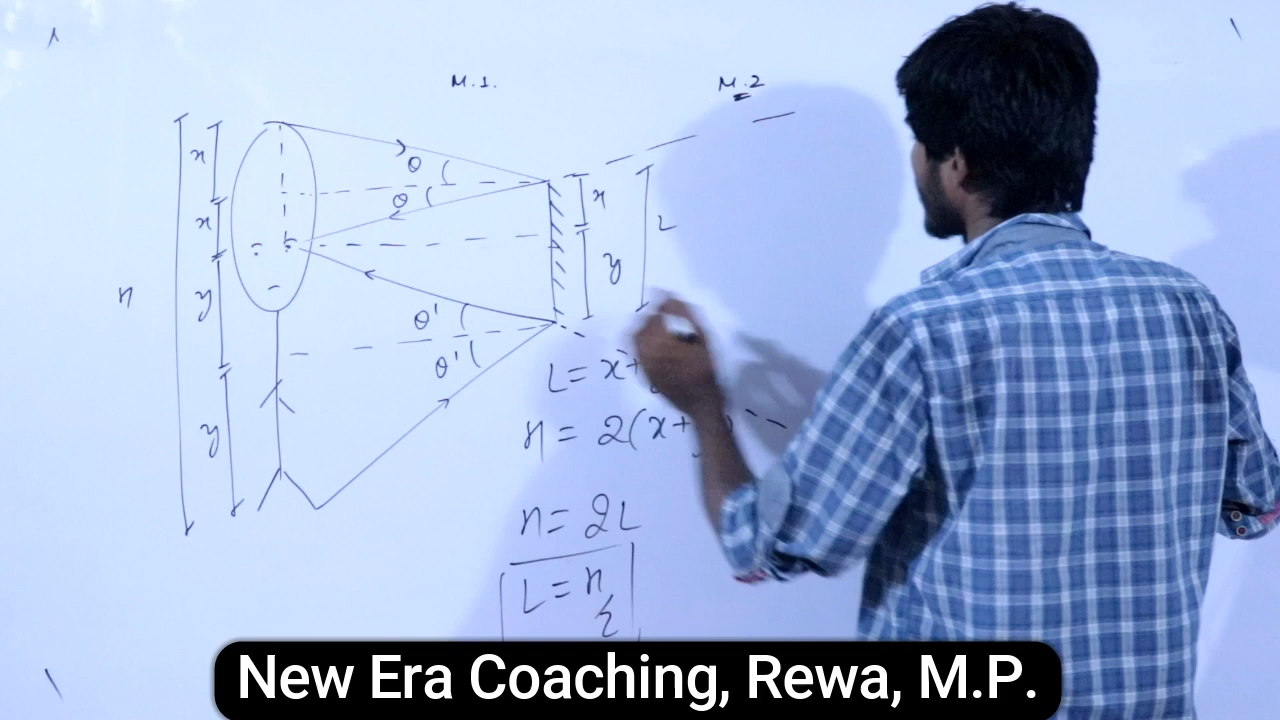 M.1.
M.2
x
θ
θ
x
x
L
y
H
y
θ'
θ'
y
L = x+
H = 2(x+
H = 2L
L = H
2
New Era Coaching, Rewa, M.P.